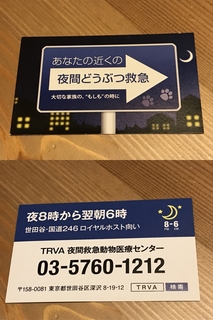 あなたの近くの
夜間どうぶつ救急
大切な家族の、“もしも”の時に
夜8時から翌朝6時
8-6
世田谷・国道246 ロイヤルホスト向い
TRVA 夜間救急動物医療センター
03-5760-1212
〒158-0081 東京都世田谷区深沢 8-19-12
TRVA 検索